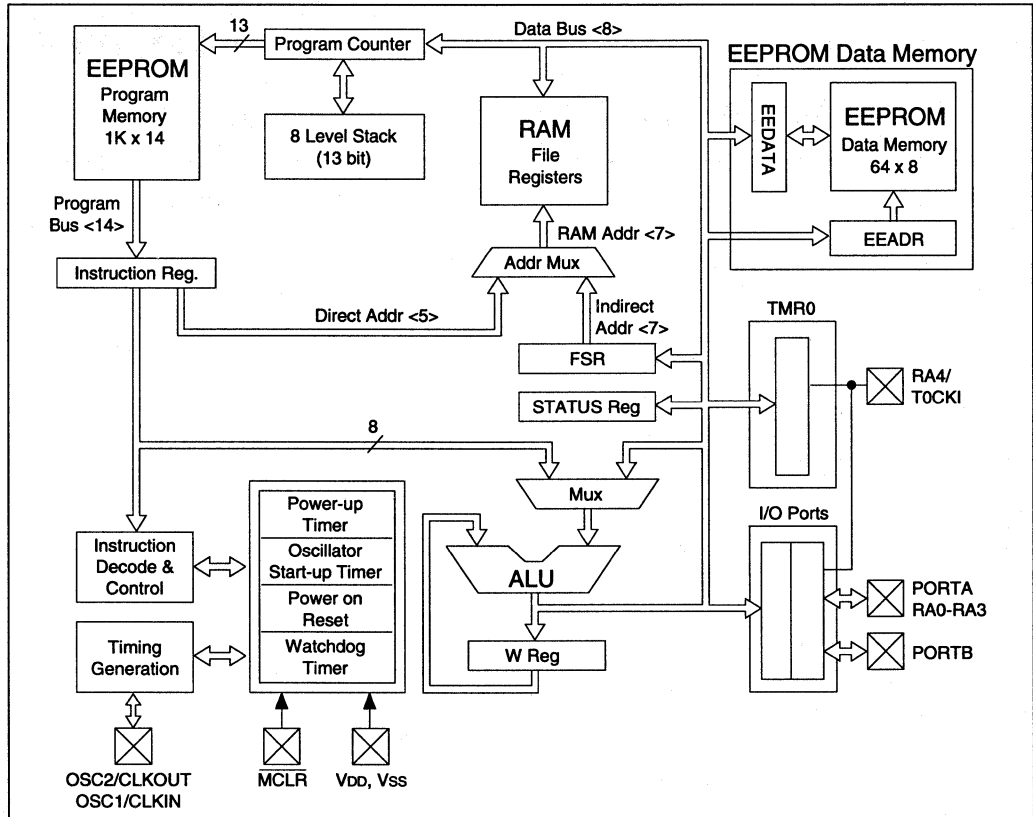 13
Data Bus <8>
Program Counter
EEPROM
Program
Memory
1K x 14
8 Level Stack
(13 bit)
RAM
File
Registers
EEPROM Data Memory
EEDATA
EEPROM
Data Memory
64 x 8
EEADR
Program
Bus <14>
RAM Addr <7>
Addr Mux
Instruction Reg.
Direct Addr <5>
Indirect
Addr <7>
FSR
STATUS Reg
TMR0
RA4/
T0CKI
8
Mux
Power-up
Timer
Oscillator
Start-up Timer
Power on
Reset
Watchdog
Timer
Instruction
Decode &
Control
ALU
I/O Ports
PORTA
RA0-RA3
PORTB
W Reg
Timing
Generation
OSC2/CLKOUT
OSC1/CLKIN
MCLR
VDD, VSS